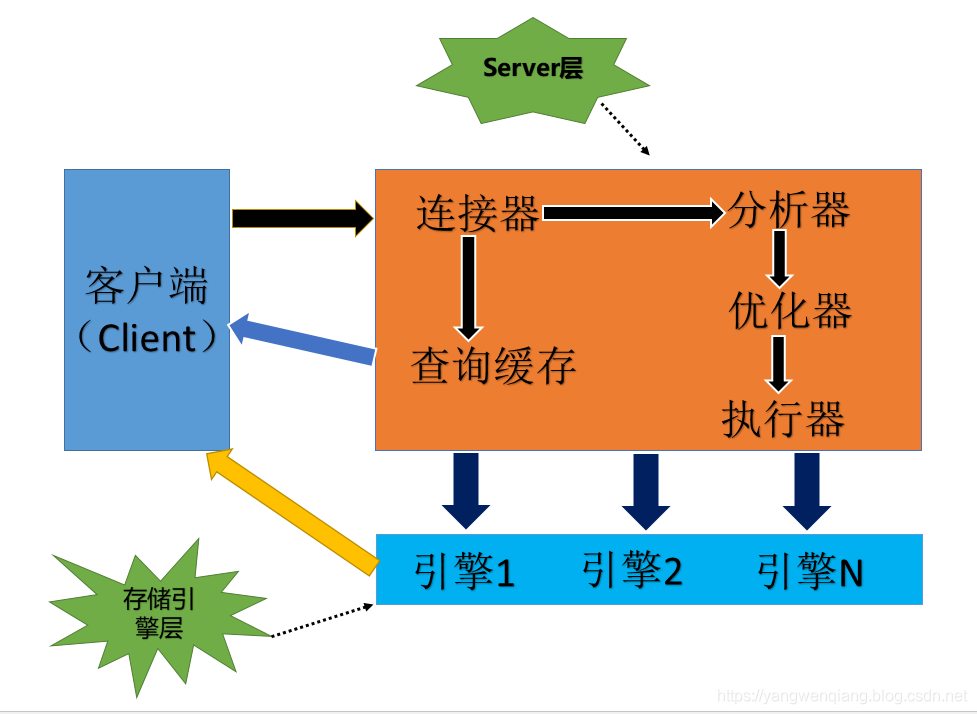 Server层
连接器
分析器
客户端
（Client）
优化器
查询缓存
执行器
引擎1
引擎2
引擎N
存储引
擎层
https://yangwenqiang.blog.csdn.net